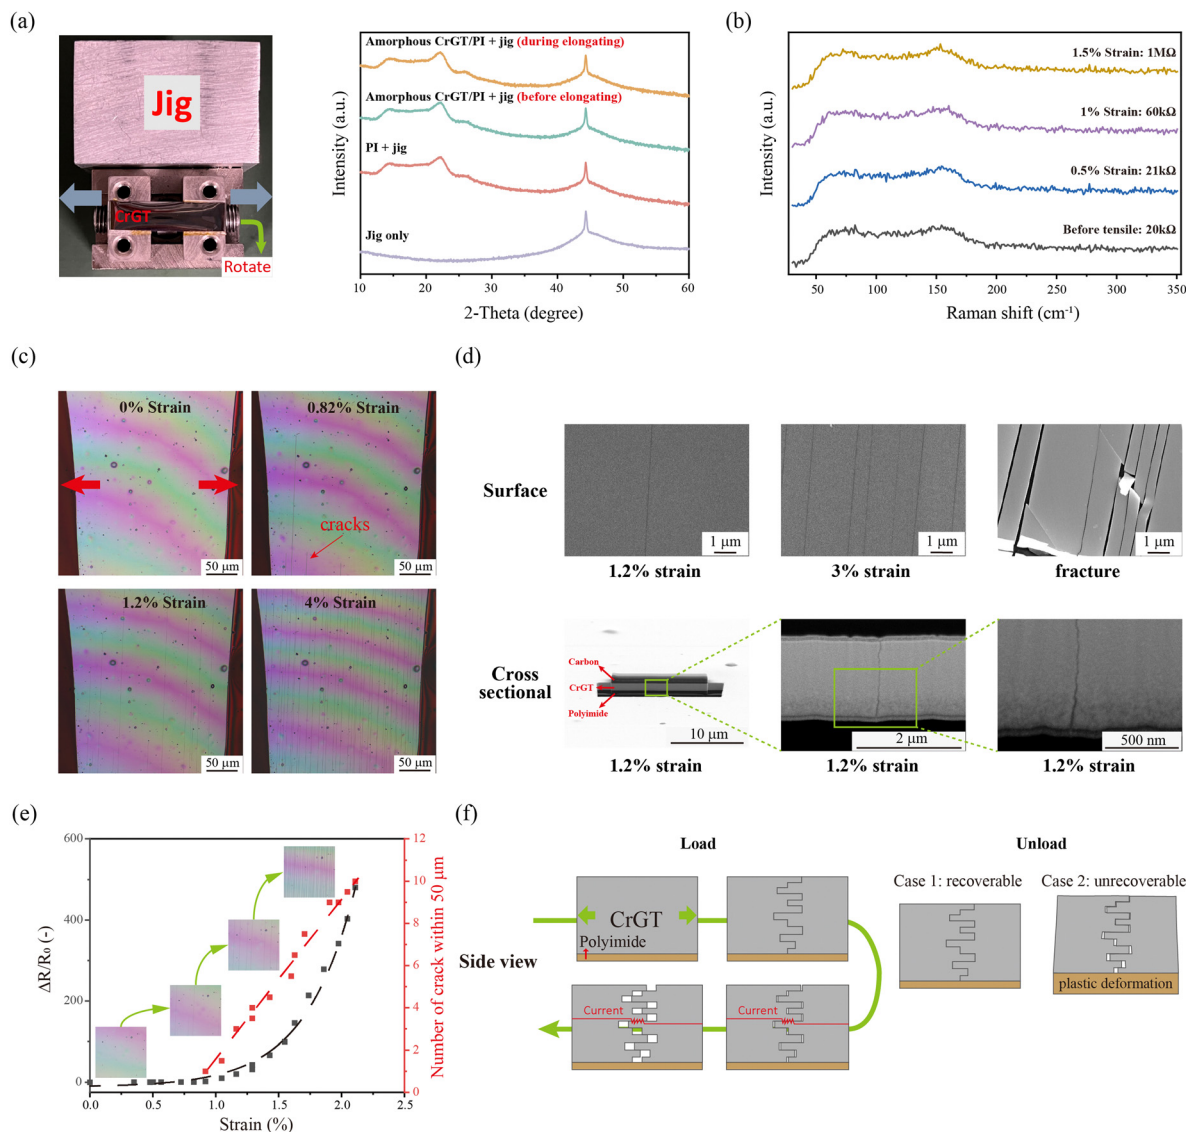 (a)
Jig
CrGT
Rotate
Intensity (a.u.)
Amorphous CrGT/PI + jig (during elongating)
Amorphous CrGT/PI + jig (before elongating)
PI + jig
Jig only
10 20 30 40 50 60
2-Theta (degree)
(b)
Intensity (a.u.)
1.5% Strain: 1MΩ
1% Strain: 60kΩ
0.5% Strain: 21kΩ
Before tensile: 20kΩ
50 100 150 200 250 300 350
Raman shift (cm⁻¹)
(c)
0% Strain
50 μm
0.82% Strain
cracks
50 μm
1.2% Strain
50 μm
4% Strain
50 μm
(d)
Surface
1 μm
1 μm
1 μm
1.2% strain
3% strain
fracture
Cross
sectional
Carbon
CrGT
Polyimide
10 μm
2 μm
500 nm
1.2% strain
1.2% strain
1.2% strain
(e)
ΔR/R₀ (-)
600
400
200
0
0.0 0.5 1.0 1.5 2.0 2.5
Strain (%)
12
10
8
6
4
2
0
Number of crack within 50 μm
(f)
Load
Unload
Side view
CrGT
Polyimide
Current
Current
Case 1: recoverable
Case 2: unrecoverable
plastic deformation